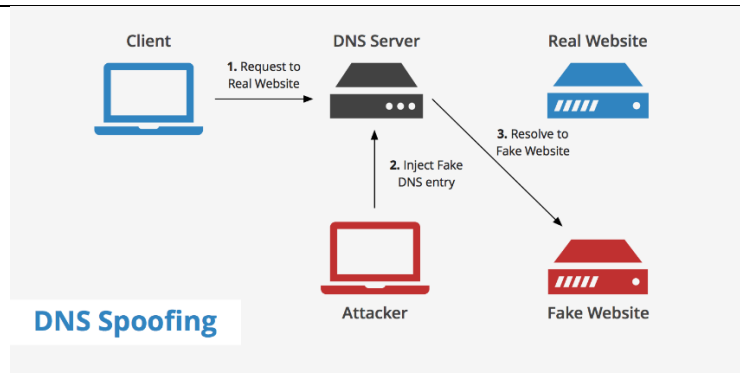 Client
DNS Server
Real Website
1. Request to
Real Website
3. Resolve to
Fake Website
2. Inject Fake
DNS entry
Attacker
Fake Website
DNS Spoofing